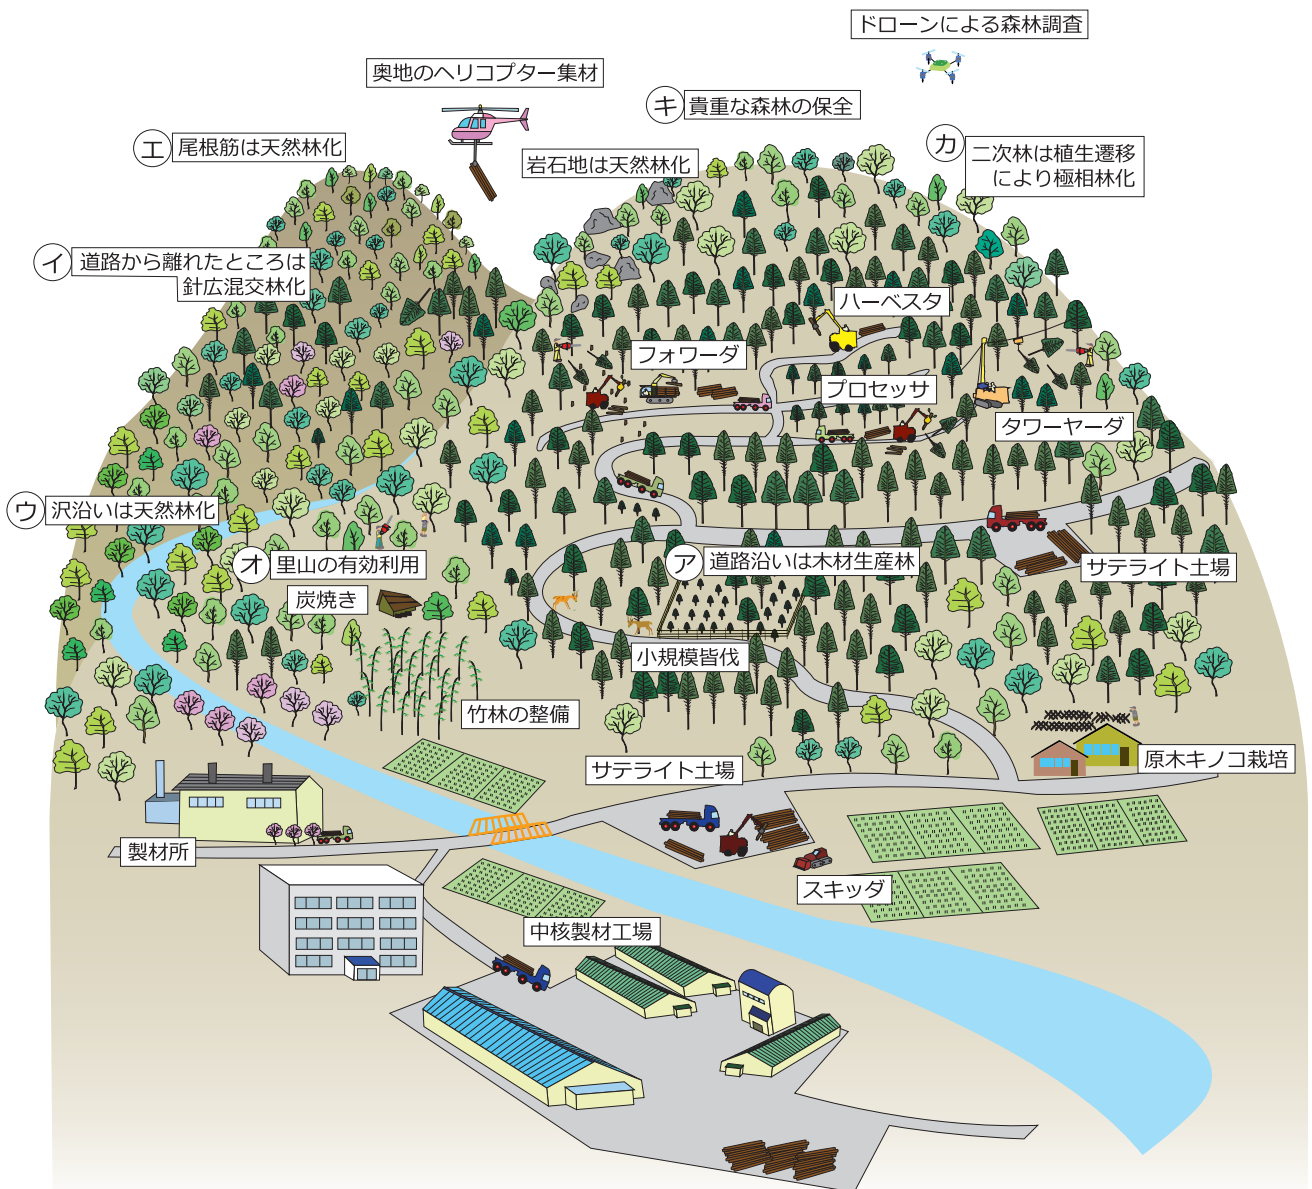 ドローンによる森林調査
奥地のヘリコプター集材
キ 貴重な森林の保全
エ 尾根筋は天然林化
岩石地は天然林化
カ 二次林は植生遷移
により極相林化
イ 道路から離れたところは
針広混交林化
ハーベスタ
フォワーダ
プロセッサ
タワーヤーダ
ウ 沢沿いは天然林化
オ 里山の有効利用
ア 道路沿いは木材生産林
サテライト土場
炭焼き
小規模皆伐
竹林の整備
サテライト土場
原木キノコ栽培
製材所
スキッダ
中核製材工場